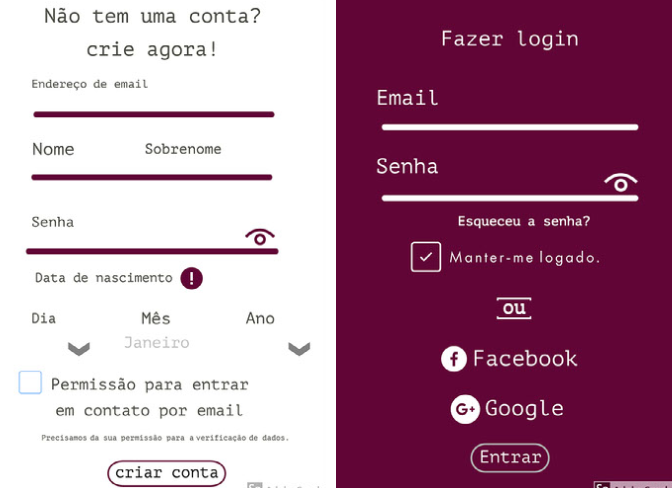 Não tem uma conta?
crie agora!
Endereço de email
Nome Sobrenome
Senha
Data de nascimento !
Dia Mês Ano
Janeiro
Permissão para entrar
em contato por email
Precisamos da sua permissão para a verificação de dados.
criar conta
Fazer login
Email
Senha
Esqueceu a senha?
Manter-me logado.
ou
f Facebook
G+ Google
Entrar